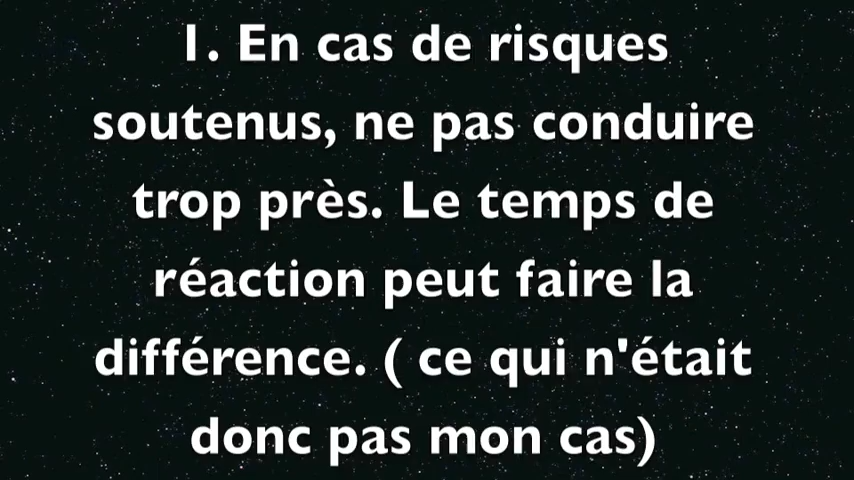 1. En cas de risques
soutenus, ne pas conduire
trop près. Le temps de
réaction peut faire la
différence. ( ce qui n'était
donc pas mon cas)